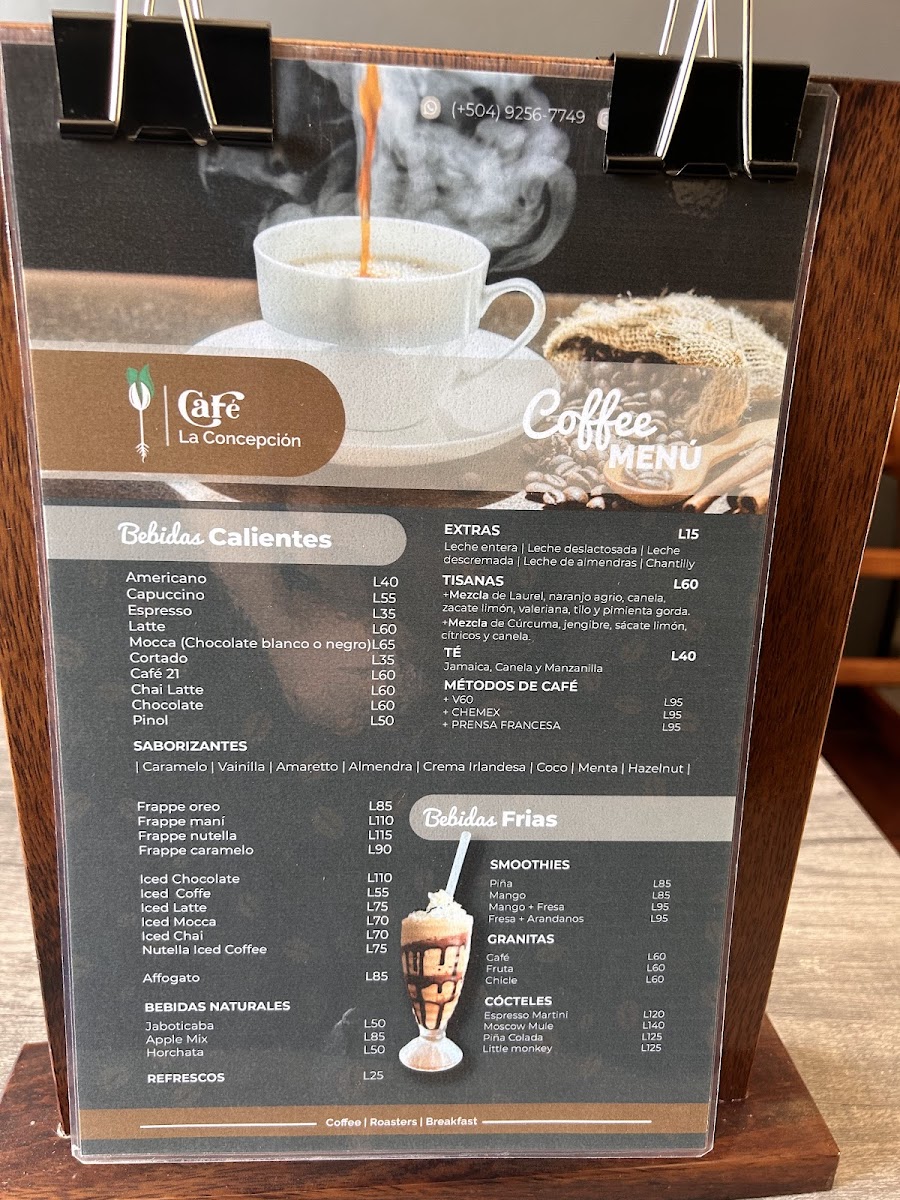 (+504) 9256-7749
Café
La Concepción
Coffee
MENÚ
Bebidas Calientes
Americano L40
Capuccino L55
Espresso L35
Latte L60
Mocca (Chocolate blanco o negro) L65
Cortado L35
Café 21 L60
Chai Latte L60
Chocolate L60
Pinol L50
EXTRAS L15
Leche entera | Leche deslactosada | Leche
descremada | Leche de almendras | Chantilly
TISANAS L60
+Mezcla de Laurel, naranjo agrio, canela,
zacate limón, valeriana, tilo y pimienta gorda.
+Mezcla de Cúrcuma, jengibre, sácate limón,
cítricos y canela.
TÉ L40
Jamaica, Canela y Manzanilla
MÉTODOS DE CAFÉ
+ V60 L95
+ CHEMEX L95
+ PRENSA FRANCESA L95
SABORIZANTES
| Caramelo | Vainilla | Amaretto | Almendra | Crema Irlandesa | Coco | Menta | Hazelnut |
Frappe oreo L85
Frappe maní L110
Frappe nutella L115
Frappe caramelo L90
Iced Chocolate L110
Iced Coffe L55
Iced Latte L75
Iced Mocca L70
Iced Chai L70
Nutella Iced Coffee L75
Affogato L85
BEBIDAS NATURALES
Jaboticaba L50
Apple Mix L85
Horchata L50
REFRESCOS L25
Bebidas Frias
SMOOTHIES
Piña L85
Mango L85
Mango + Fresa L95
Fresa + Arandanos L95
GRANITAS
Café L60
Fruta L60
Chicle L60
CÓCTELES
Espresso Martini L120
Moscow Mule L140
Piña Colada L125
Little monkey L125
Coffee | Roasters | Breakfast